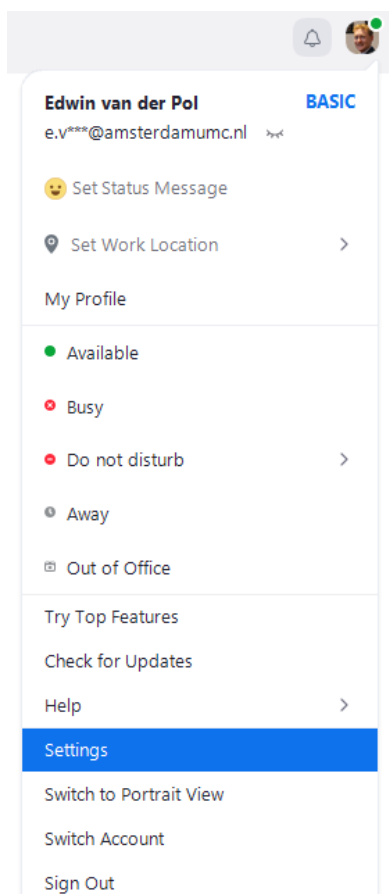 Edwin van der Pol BASIC
e.v***@amsterdamumc.nl
Set Status Message
Set Work Location
My Profile
Available
Busy
Do not disturb
Away
Out of Office
Try Top Features
Check for Updates
Help
Settings
Switch to Portrait View
Switch Account
Sign Out